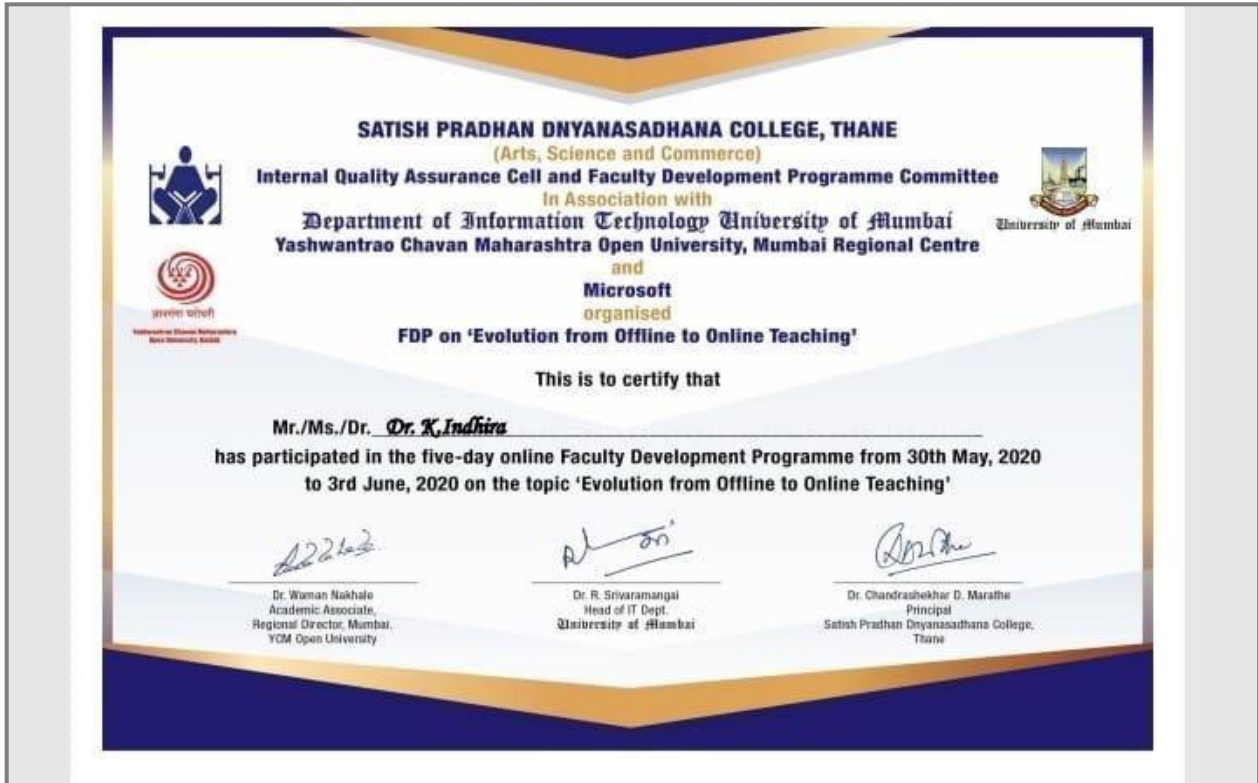 SATISH PRADHAN DNYANASADHANA COLLEGE, THANE
(Arts, Science and Commerce)
Internal Quality Assurance Cell and Faculty Development Programme Committee
In Association with
Department of Information Technology University of Mumbai
Yashwantrao Chavan Maharashtra Open University, Mumbai Regional Centre
and
Microsoft
organised
FDP on ‘Evolution from Offline to Online Teaching’
University of Mumbai
Yashwantrao Chavan Maharashtra
Open University, Nashik
This is to certify that
Mr./Ms./Dr. Dr. K.Indhira
has participated in the five-day online Faculty Development Programme from 30th May, 2020
to 3rd June, 2020 on the topic ‘Evolution from Offline to Online Teaching’
Dr. Waman Nakhale
Academic Associate,
Regional Director, Mumbai.
YCM Open University
Dr. R. Srivaramangai
Head of IT Dept.
University of Mumbai
Dr. Chandrashekhar D. Marathe
Principal
Satish Pradhan Dnyanasadhana College,
Thane